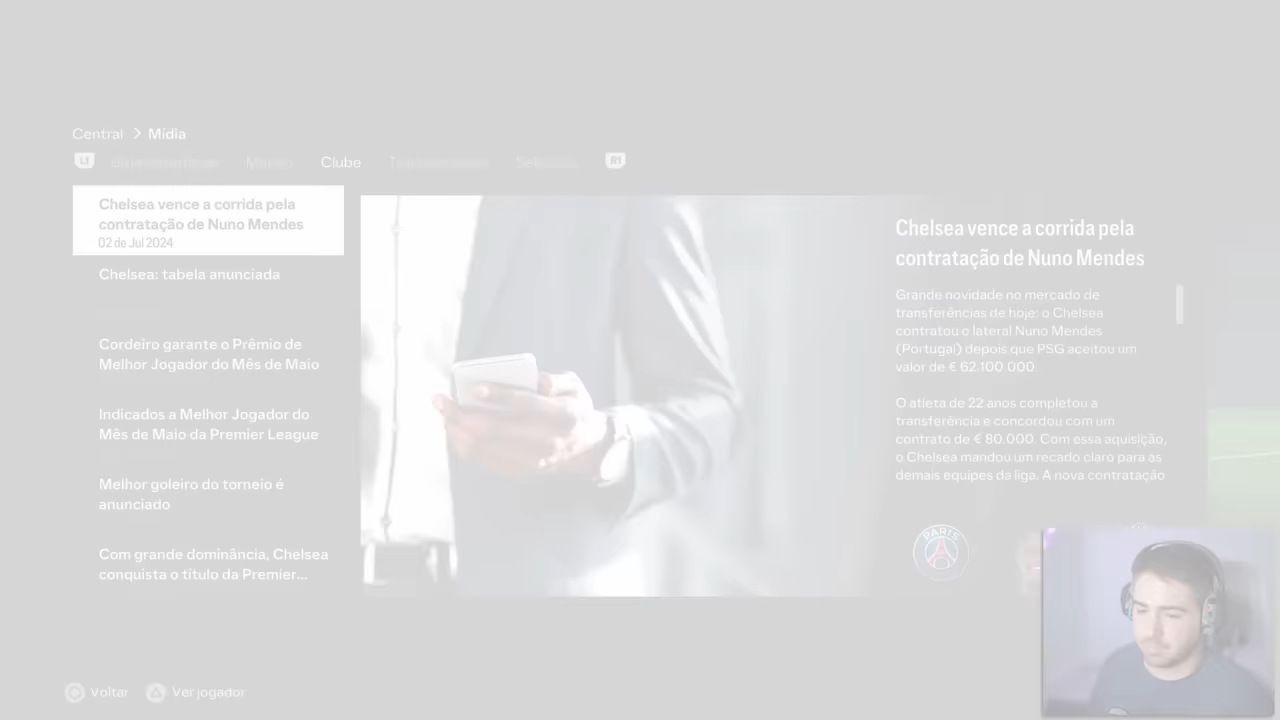 Central > Mídia
L1
Clube
R1
Chelsea vence a corrida pela
contratação de Nuno Mendes
02 de Jul 2024
Chelsea: tabela anunciada
Cordeiro garante o Prêmio de
Melhor Jogador do Mês de Maio
Indicados a Melhor Jogador do
Mês de Maio da Premier League
Melhor goleiro do torneio é
anunciado
Com grande dominância, Chelsea
conquista o título da Premier...
Chelsea vence a corrida pela
contratação de Nuno Mendes
Grande novidade no mercado de
transferências de hoje: o Chelsea
contratou o lateral Nuno Mendes
(Portugal) depois que PSG aceitou um
valor de € 62.100.000.
O atleta de 22 anos completou a
transferência e concordou com um
contrato de € 80.000. Com essa aquisição,
o Chelsea mandou um recado claro para as
demais equipes da liga. A nova contratação
PARIS
Voltar
Ver jogador